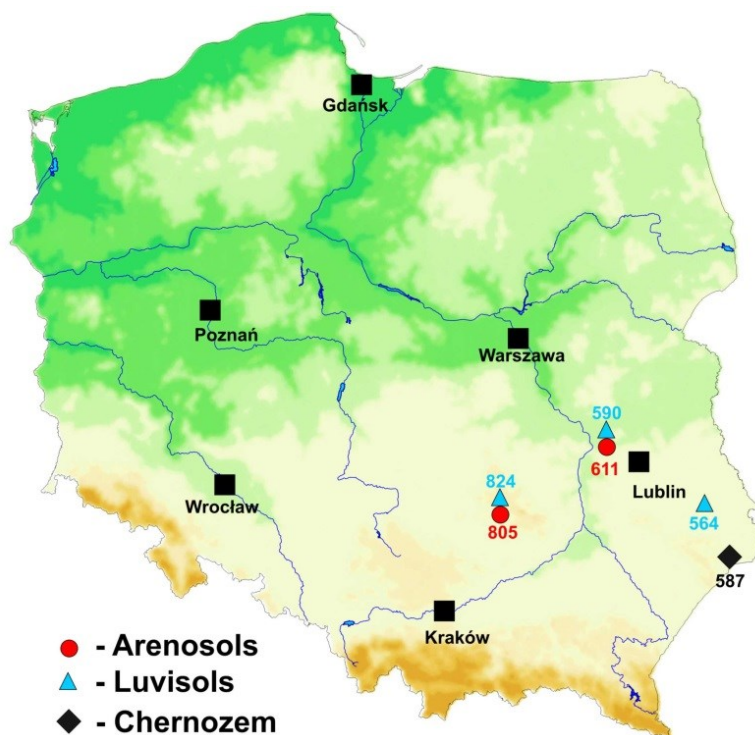 Gdańsk
Poznań
Warszawa
590
611
Lublin
824
805
564
Wrocław
587
Kraków
- Arenosols
- Luvisols
- Chernozem